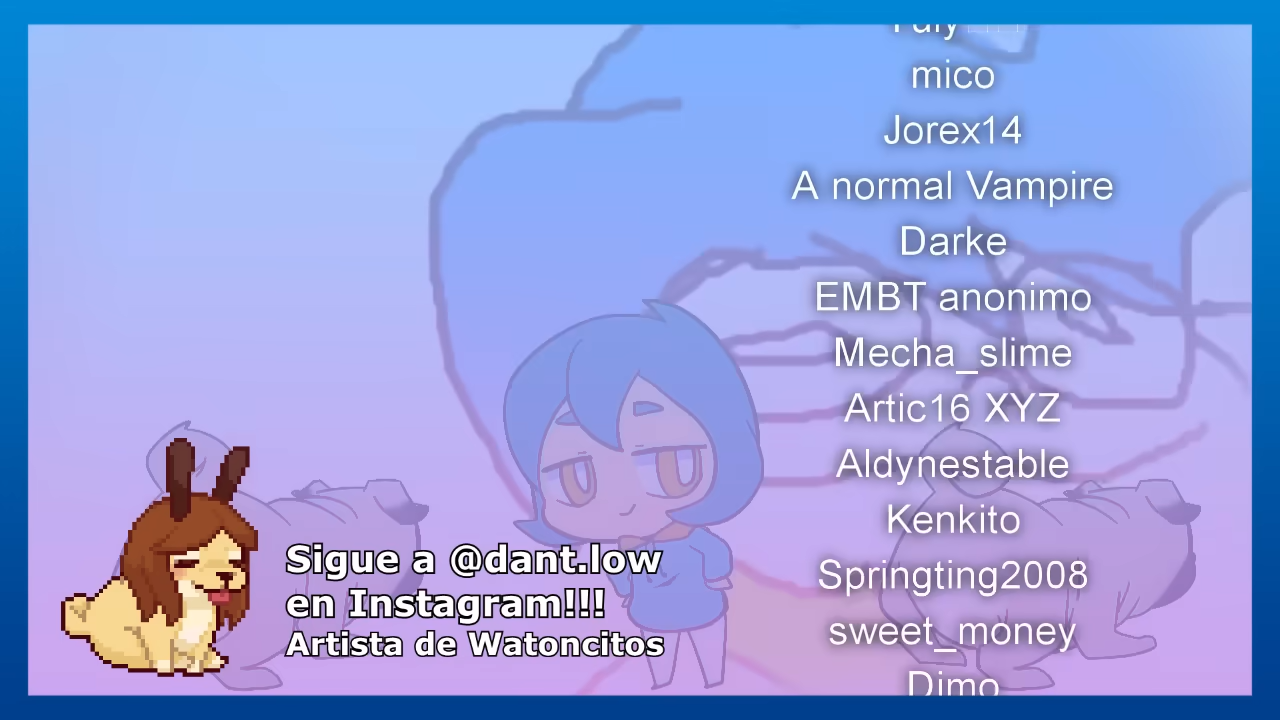 mico
Jorex14
A normal Vampire
Darke
EMBT anonimo
Mecha_slime
Artic16 XYZ
Aldynestable
Kenkito
Springting2008
sweet_money
Dimo
Sigue a @dant.low
en Instagram!!!
Artista de Watoncitos